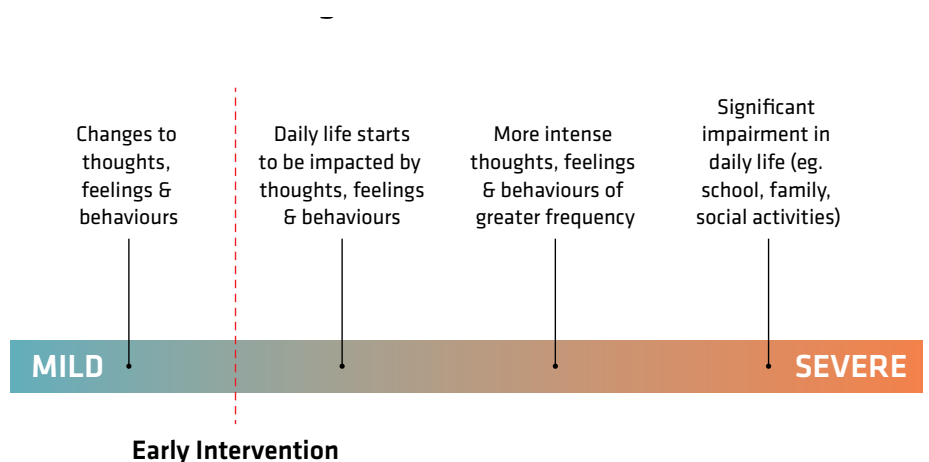 Changes to
thoughts,
feelings &
behaviours
Daily life starts
to be impacted by
thoughts, feelings
& behaviours
More intense
thoughts, feelings
& behaviours of
greater frequency
Significant
impairment in
daily life (eg.
school, family,
social activities)
MILD
SEVERE
Early Intervention